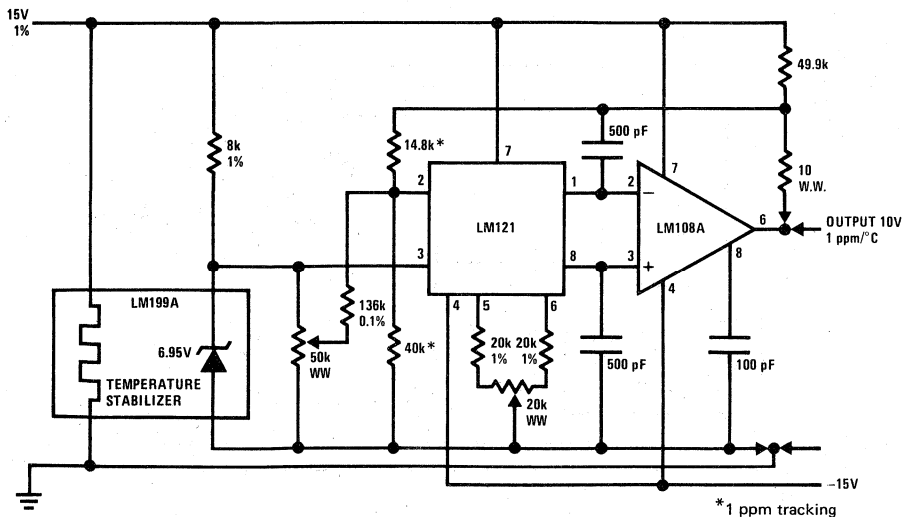 15V
1%
49.9k
8k
1%
14.8k*
500 pF
7
10
W.W.
7
2
1
2
−
LM121
LM108A
6
OUTPUT 10V
1 ppm/°C
3
8
3
+
8
4
5
6
4
LM199A
136k
0.1%
6.95V
50k
WW
40k*
20k
1%
20k
1%
500 pF
100 pF
TEMPERATURE
STABILIZER
20k
WW
−15V
*1 ppm tracking